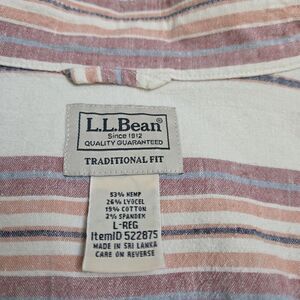 L.L.Bean®
Since 1912
QUALITY GUARANTEED
TRADITIONAL FIT
53% HEMP
26% LYOCEL
19% COTTON
2% SPANDEX
L-REG
ItemID 522875
MADE IN SRI LANKA
CARE ON REVERSE